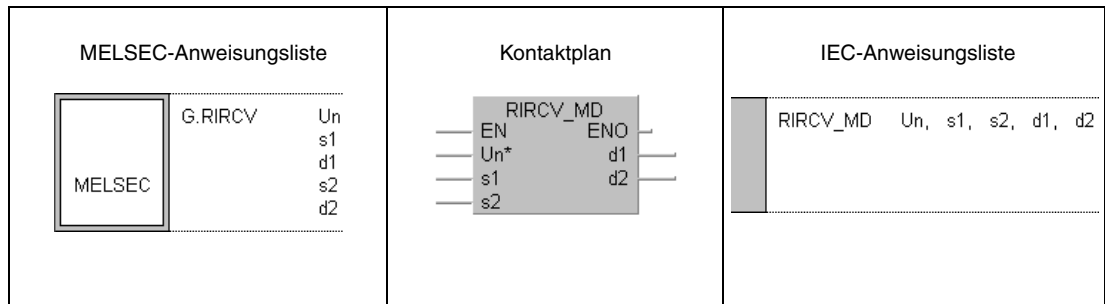 MELSEC-Anweisungsliste
MELSEC
G.RIRCV Un
s1
d1
s2
d2
Kontaktplan
RIRCV_MD
EN ENO
Un* d1
s1 d2
s2
IEC-Anweisungsliste
RIRCV_MD Un, s1, s2, d1, d2